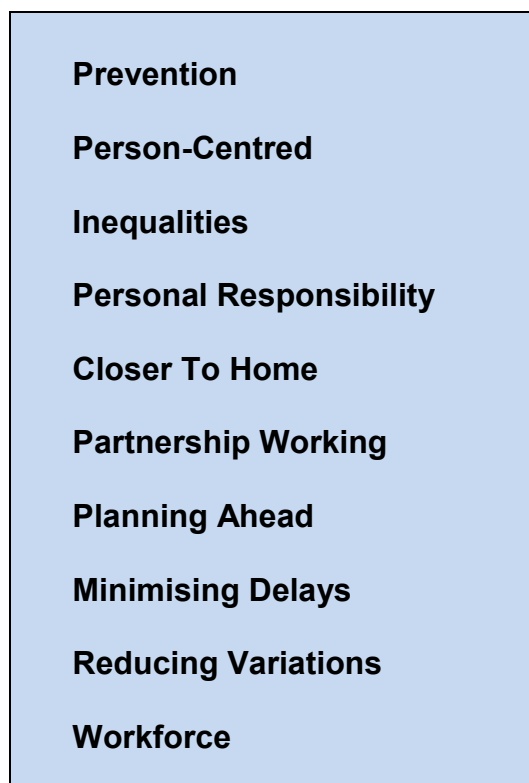 Prevention
Person-Centred
Inequalities
Personal Responsibility
Closer To Home
Partnership Working
Planning Ahead
Minimising Delays
Reducing Variations
Workforce